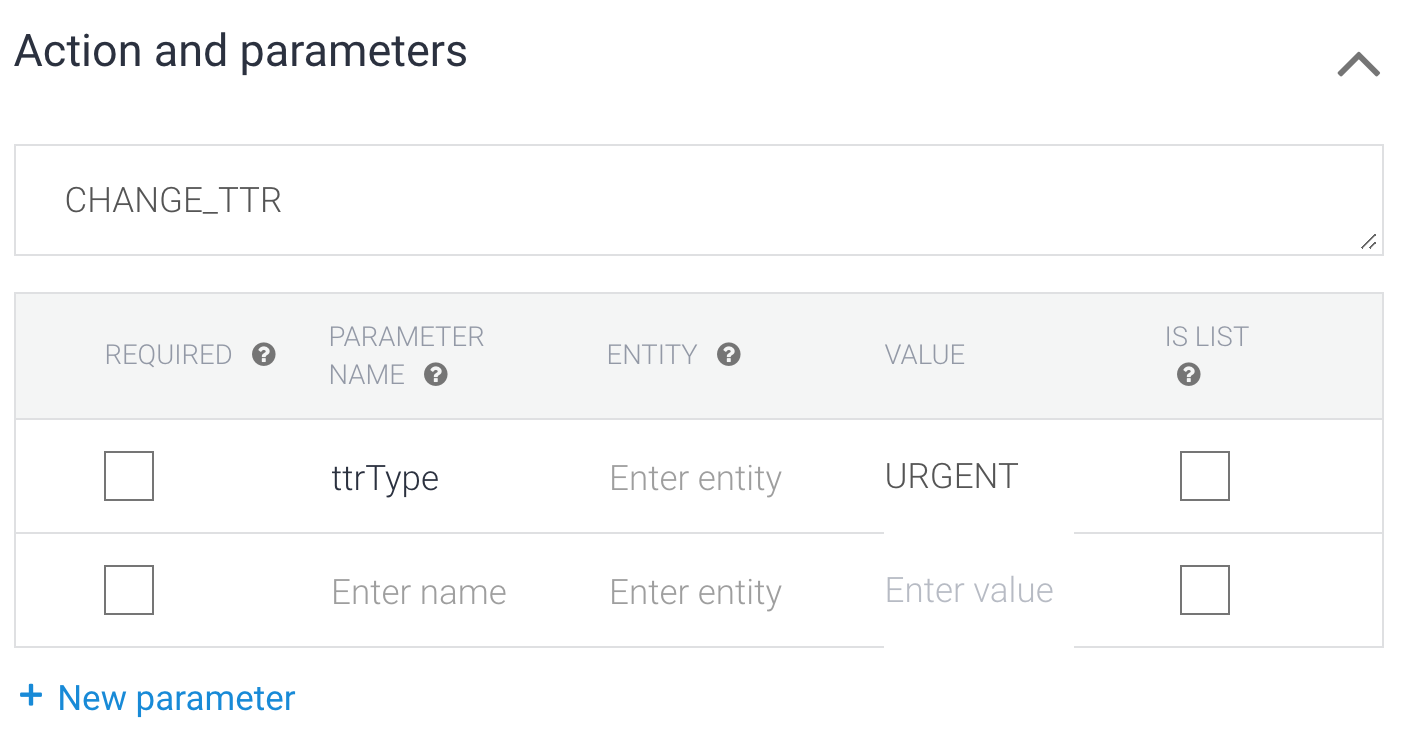 Action and parameters
CHANGE_TTR
REQUIRED ? PARAMETER NAME ? ENTITY ? VALUE IS LIST ?
ttrType Enter entity URGENT
Enter name Enter entity Enter value
+ New parameter